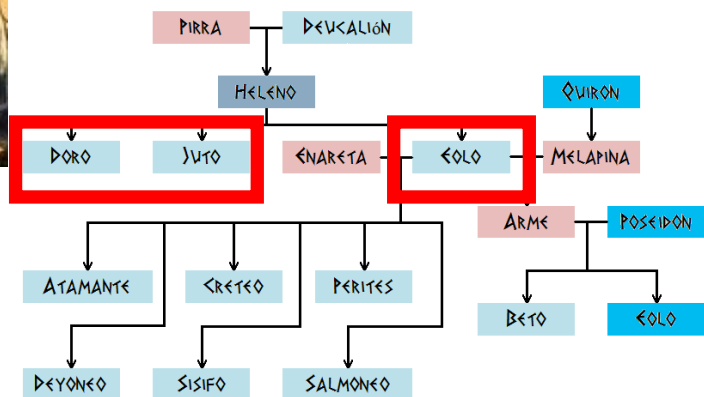 PIRRA DEUCALIÓN
HELENO QUIRON
DORO JUTO ENARETA EOLO MELAPINA
ARME POSEIDON
ATAMANTE CRETEO PERITES
BETO EOLO
DEYONEO SISIFO SALMONEO